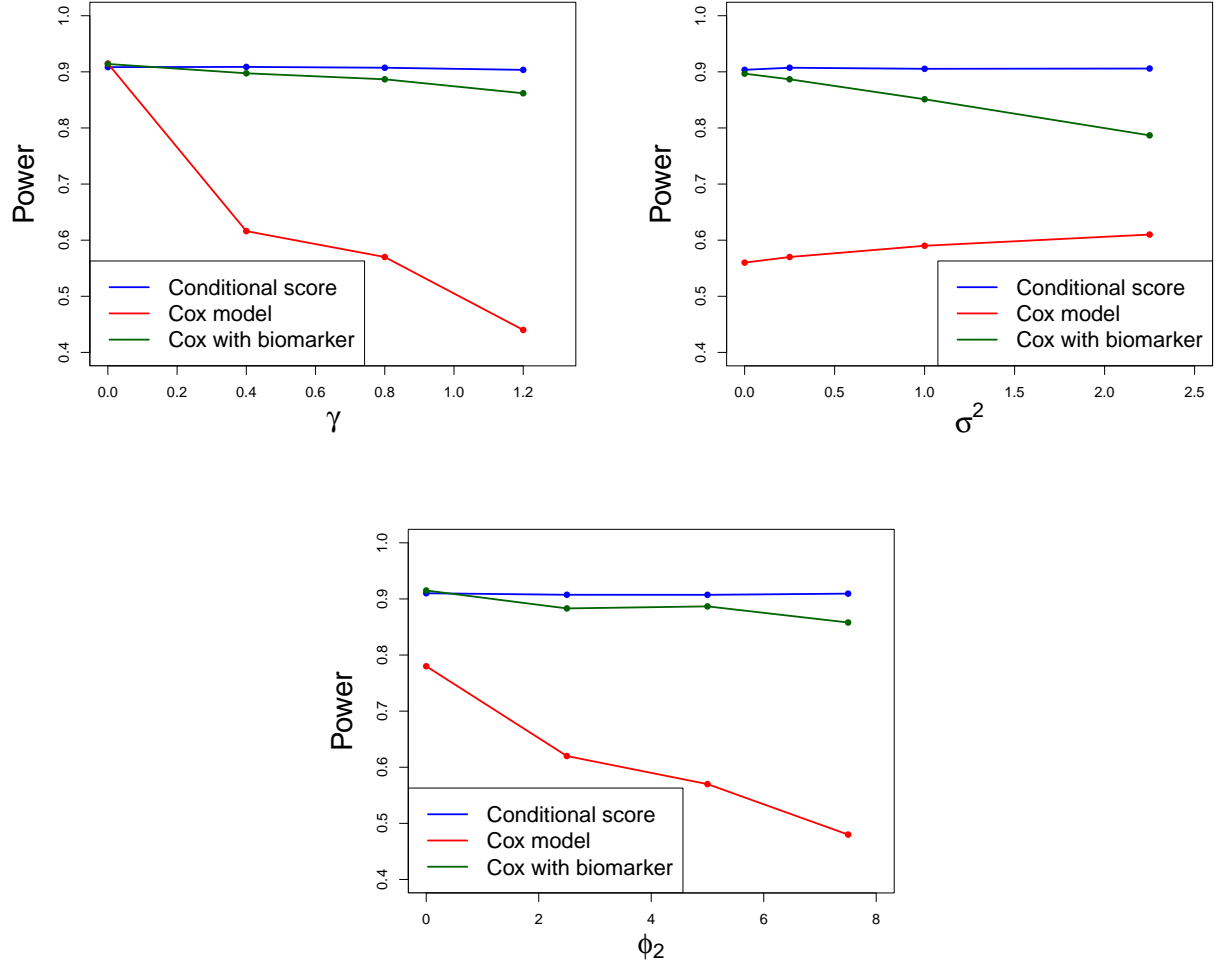 1.0
0.9
0.8
0.7
0.6
0.5
0.4
Power
Conditional score
Cox model
Cox with biomarker
0.0 0.2 0.4 0.6 0.8 1.0 1.2
γ
1.0
0.9
0.8
0.7
0.6
0.5
0.4
Power
Conditional score
Cox model
Cox with biomarker
0.0 0.5 1.0 1.5 2.0 2.5
σ²
1.0
0.9
0.8
0.7
0.6
0.5
0.4
Power
Conditional score
Cox model
Cox with biomarker
0 2 4 6 8
ϕ₂